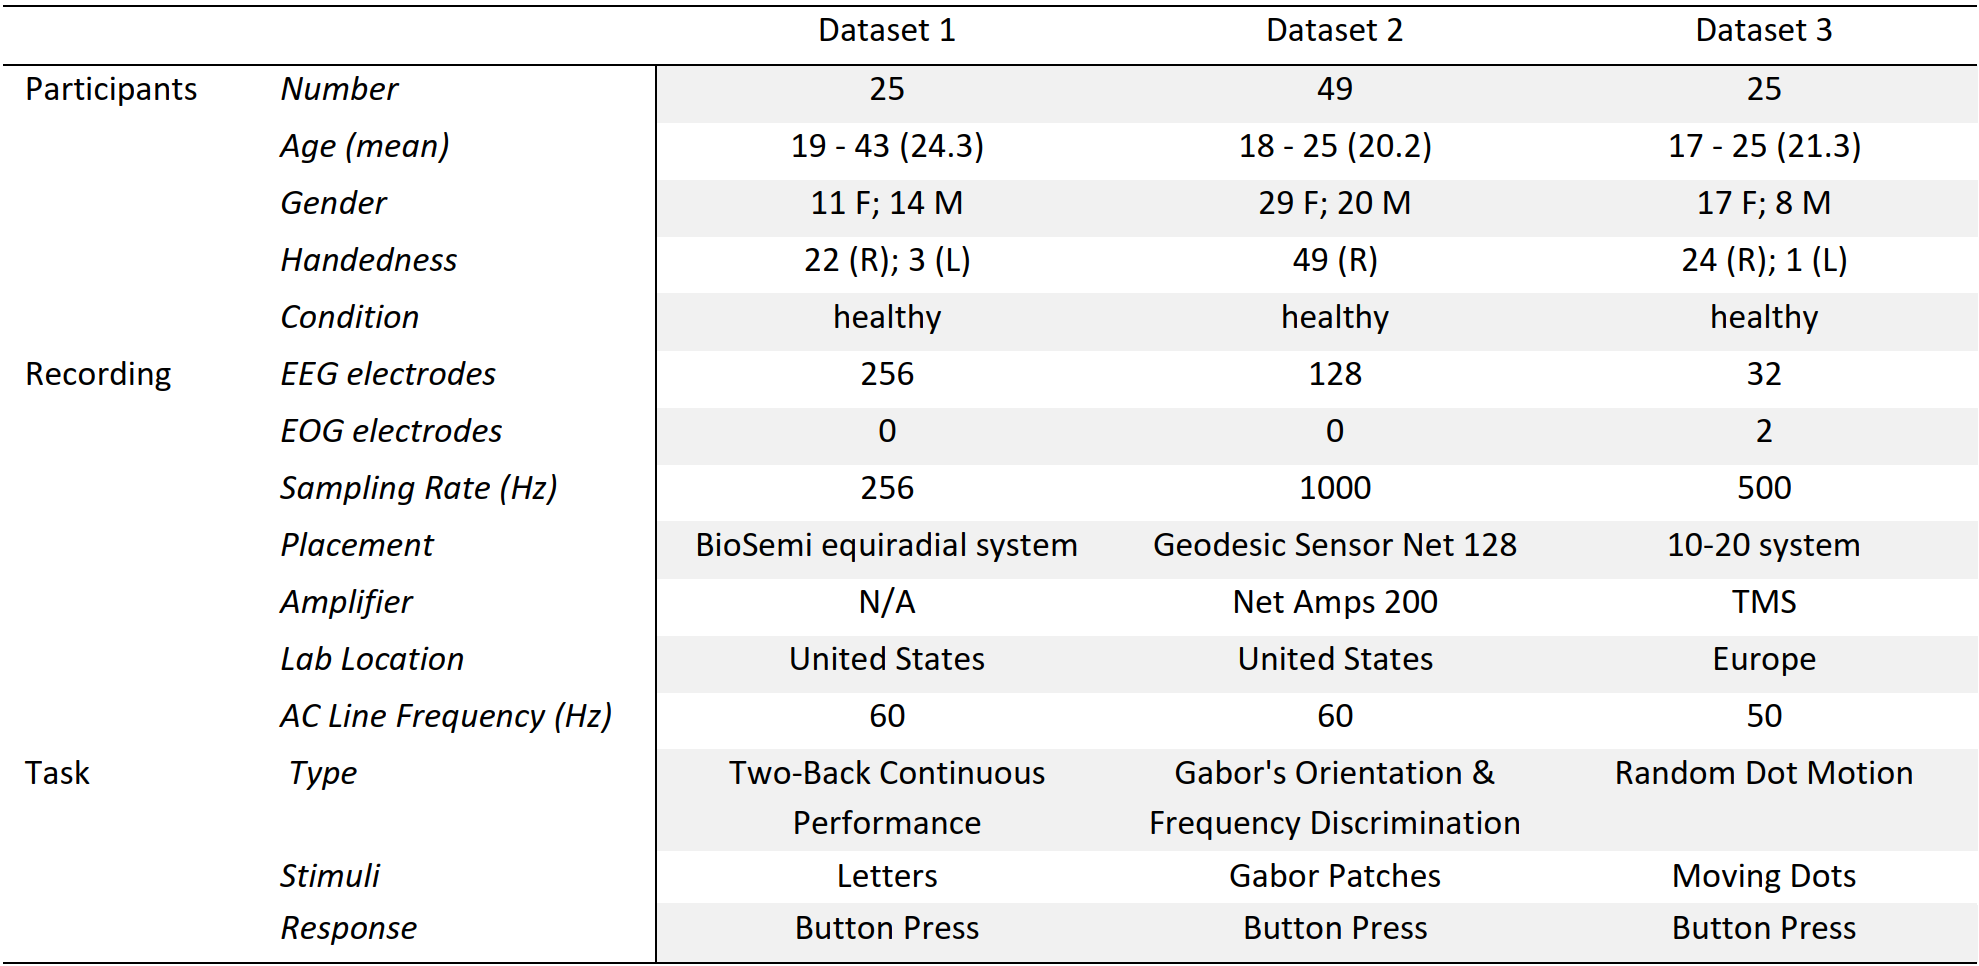 Dataset 1 Dataset 2 Dataset 3
Participants Number 25 49 25
Age (mean) 19 - 43 (24.3) 18 - 25 (20.2) 17 - 25 (21.3)
Gender 11 F; 14 M 29 F; 20 M 17 F; 8 M
Handedness 22 (R); 3 (L) 49 (R) 24 (R); 1 (L)
Condition healthy healthy healthy
Recording EEG electrodes 256 128 32
EOG electrodes 0 0 2
Sampling Rate (Hz) 256 1000 500
Placement BioSemi equiradial system Geodesic Sensor Net 128 10-20 system
Amplifier N/A Net Amps 200 TMS
Lab Location United States United States Europe
AC Line Frequency (Hz) 60 60 50
Task Type Two-Back Continuous Gabor's Orientation & Random Dot Motion
Performance Frequency Discrimination
Stimuli Letters Gabor Patches Moving Dots
Response Button Press Button Press Button Press